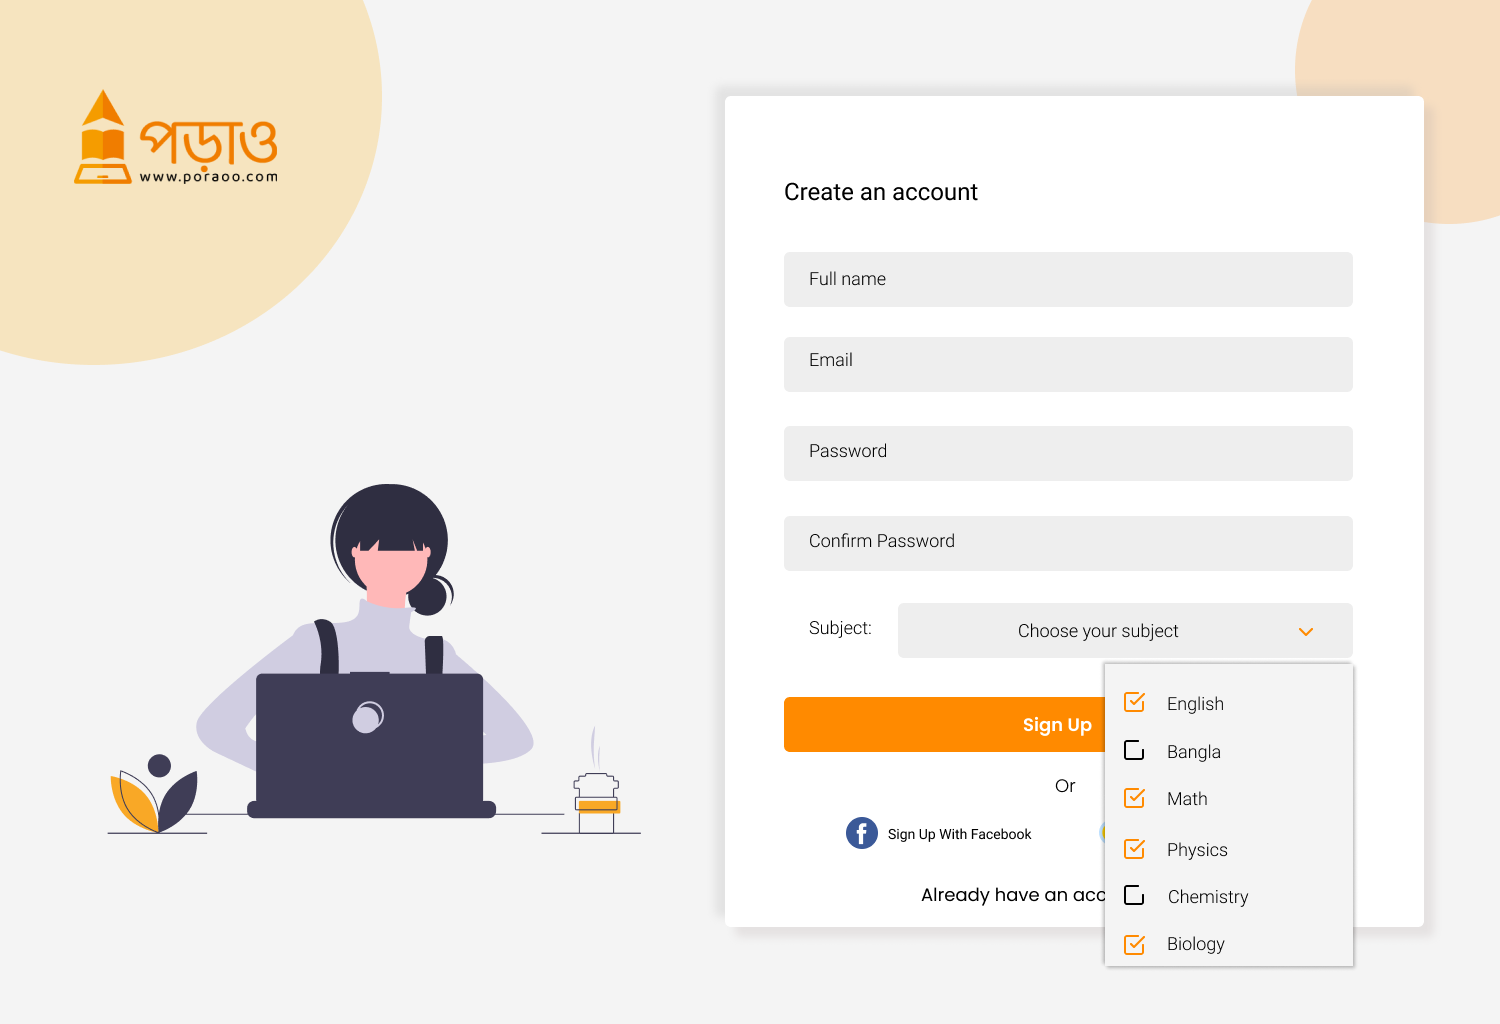 পড়াও
www.poraoo.com
Create an account
Full name
Email
Password
Confirm Password
Subject:
Choose your subject
Sign Up
Or
Sign Up With Facebook
Already have an acc
English
Bangla
Math
Physics
Chemistry
Biology